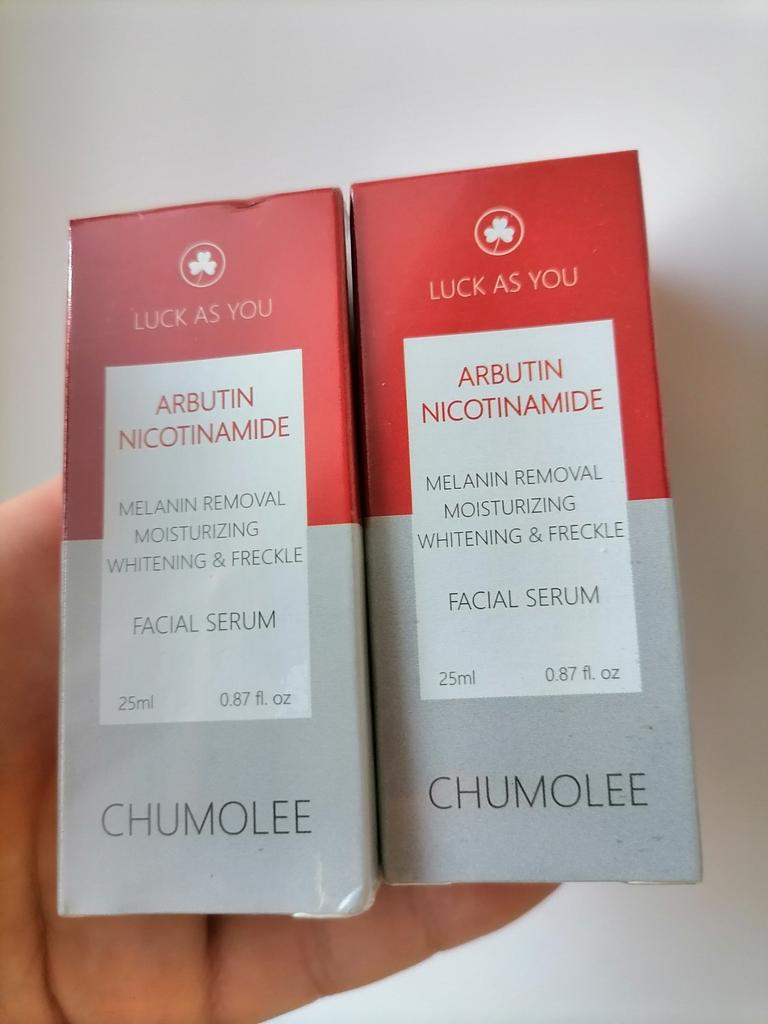 LUCK AS YOU
ARBUTIN
NICOTINAMIDE
MELANIN REMOVAL
MOISTURIZING
WHITENING & FRECKLE
FACIAL SERUM
25ml 0.87 fl. oz
CHUMOLEE
LUCK AS YOU
ARBUTIN
NICOTINAMIDE
MELANIN REMOVAL
MOISTURIZING
WHITENING & FRECKLE
FACIAL SERUM
25ml 0.87 fl. oz
CHUMOLEE